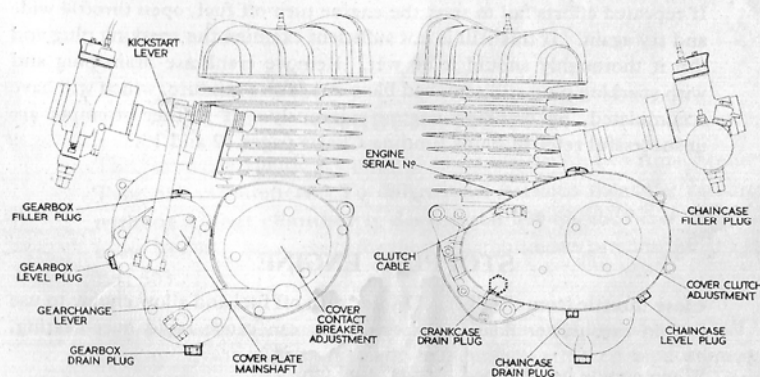 KICKSTART
LEVER
GEARBOX
FILLER PLUG
GEARBOX
LEVEL PLUG
GEARCHANGE
LEVER
GEARBOX
DRAIN PLUG
COVER PLATE
MAINSHAFT
COVER
CONTACT
BREAKER
ADJUSTMENT
ENGINE
SERIAL Nº
CLUTCH
CABLE
CRANKCASE
DRAIN PLUG
CHAINCASE
DRAIN PLUG
CHAINCASE
FILLER PLUG
COVER CLUTCH
ADJUSTMENT
CHAINCASE
LEVEL PLUG